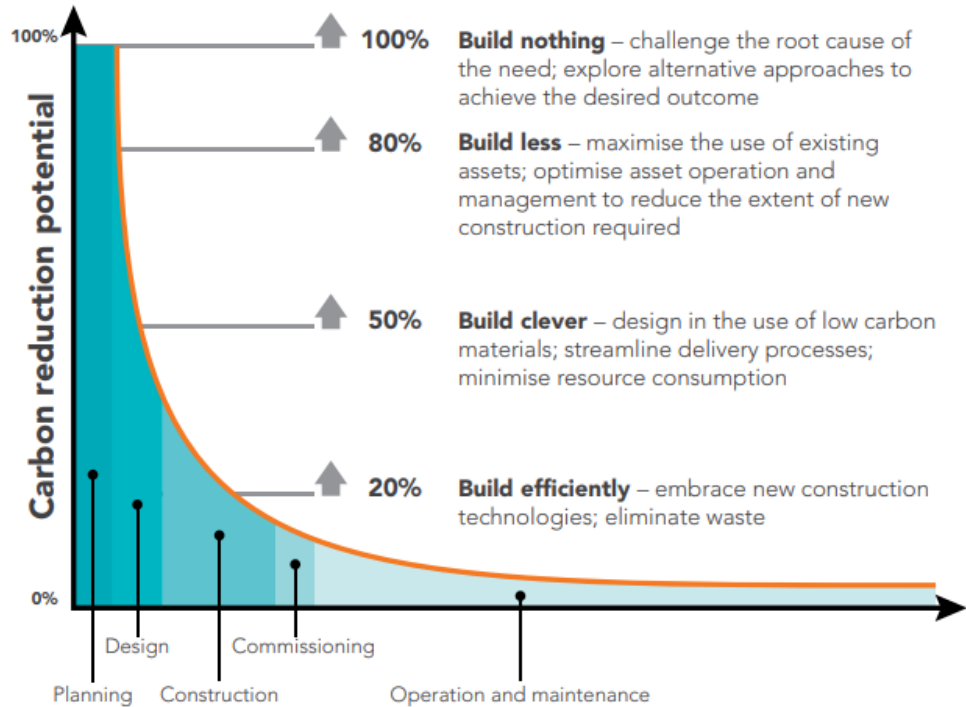 100%
Carbon reduction potential
0%
100%
Build nothing – challenge the root cause of
the need; explore alternative approaches to
achieve the desired outcome
80%
Build less – maximise the use of existing
assets; optimise asset operation and
management to reduce the extent of new
construction required
50%
Build clever – design in the use of low carbon
materials; streamline delivery processes;
minimise resource consumption
20%
Build efficiently – embrace new construction
technologies; eliminate waste
Design
Commissioning
Planning
Construction
Operation and maintenance